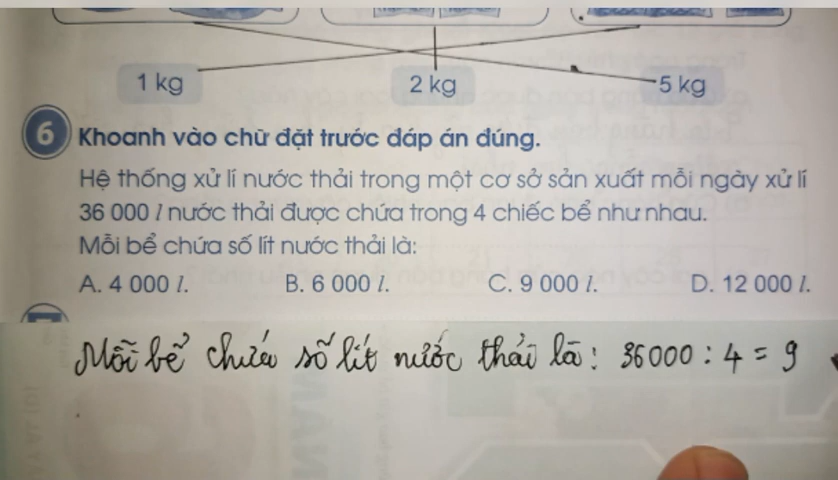 1 kg 2 kg 5 kg
6 Khoanh vào chữ đặt trước đáp án đúng.
Hệ thống xử lí nước thải trong một cơ sở sản xuất mỗi ngày xử lí
36 000 l nước thải được chứa trong 4 chiếc bể như nhau.
Mỗi bể chứa số lít nước thải là:
A. 4 000 l. B. 6 000 l. C. 9 000 l. D. 12 000 l.
Mỗi bể chứa số lít nước thải là: 36000 : 4 = 9